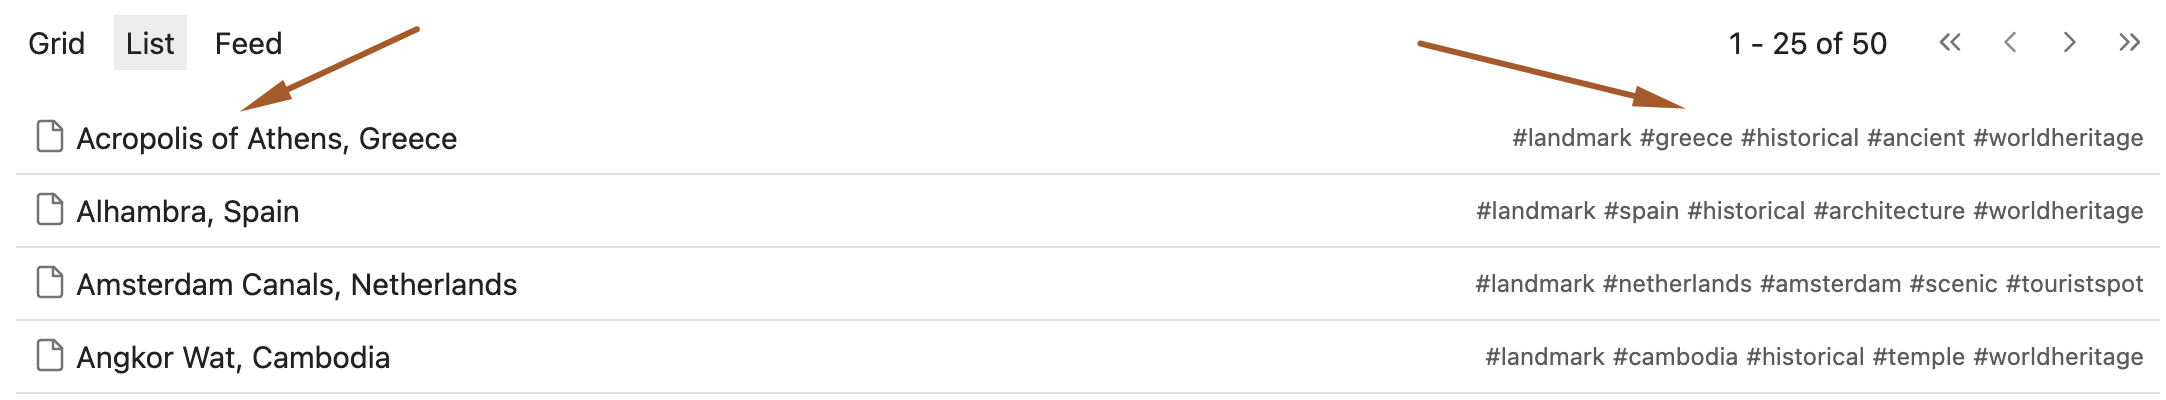 Grid List Feed 1 - 25 of 50
Acropolis of Athens, Greece #landmark #greece #historical #ancient #worldheritage
Alhambra, Spain #landmark #spain #historical #architecture #worldheritage
Amsterdam Canals, Netherlands #landmark #netherlands #amsterdam #scenic #touristspot
Angkor Wat, Cambodia #landmark #cambodia #historical #temple #worldheritage